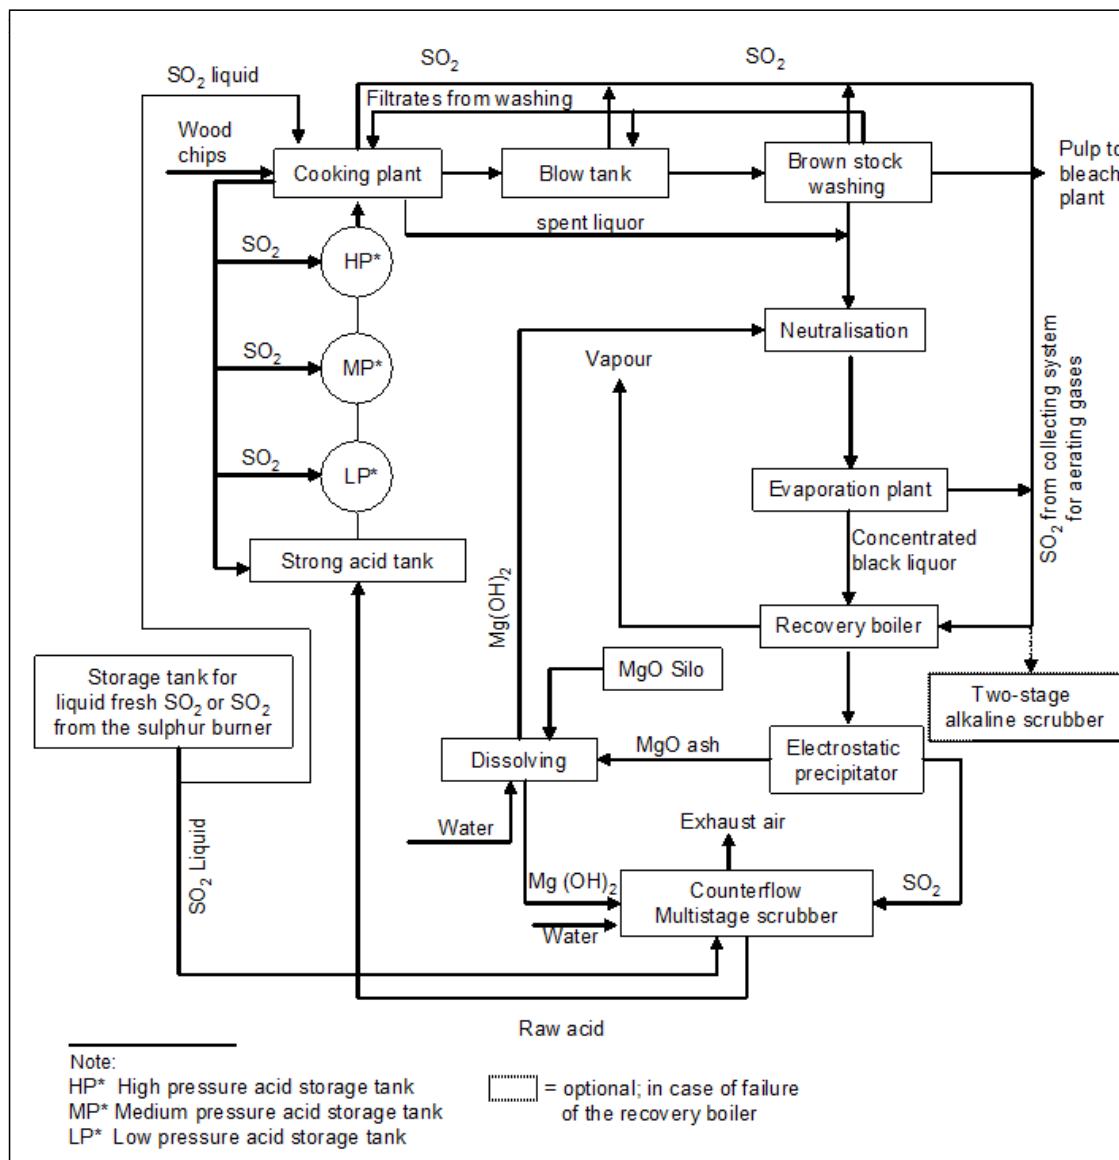 SO2
SO2
SO2 liquid
Filtrates from washing
Wood
chips
Cooking plant
Blow tank
Brown stock
washing
Pulp to
bleach
plant
spent liquor
SO2
HP*
Neutralisation
SO2
MP*
Vapour
SO2
LP*
Evaporation plant
SO2 from collecting system
for aerating gases
Strong acid tank
Concentrated
black liquor
Mg(OH)2
Recovery boiler
Storage tank for
liquid fresh SO2 or SO2
from the sulphur burner
MgO Silo
Two-stage
alkaline scrubber
Dissolving
MgO ash
Electrostatic
precipitator
Water
Exhaust air
SO2 Liquid
Mg (OH)2
Counterflow
Multistage scrubber
SO2
Water
Raw acid
Note:
HP* High pressure acid storage tank
MP* Medium pressure acid storage tank
LP* Low pressure acid storage tank
= optional; in case of failure
of the recovery boiler